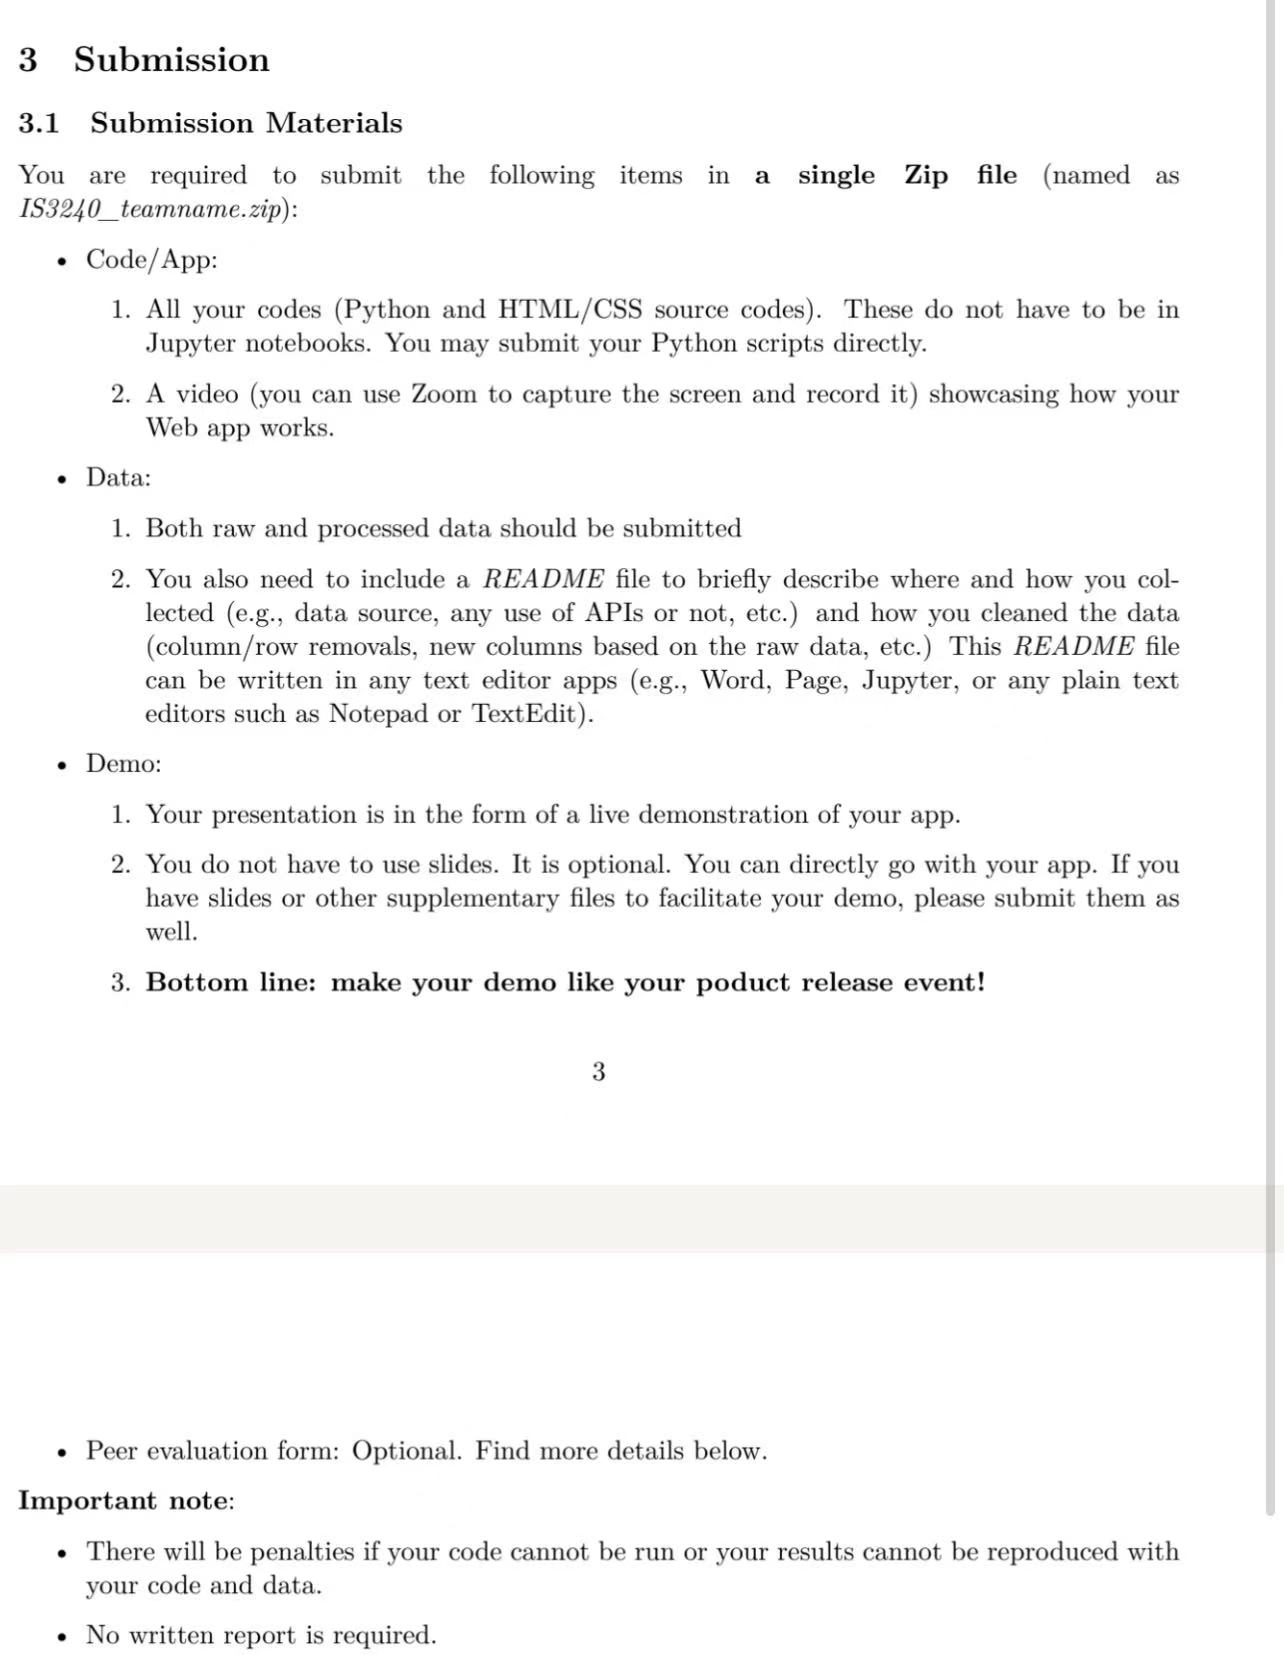 3 Submission
3.1 Submission Materials
You are required to submit the following items in a single Zip file (named as
IS3240_teamname.zip):
• Code/App:
1. All your codes (Python and HTML/CSS source codes). These do not have to be in
Jupyter notebooks. You may submit your Python scripts directly.
2. A video (you can use Zoom to capture the screen and record it) showcasing how your
Web app works.
• Data:
1. Both raw and processed data should be submitted
2. You also need to include a README file to briefly describe where and how you col-
lected (e.g., data source, any use of APIs or not, etc.) and how you cleaned the data
(column/row removals, new columns based on the raw data, etc.) This README file
can be written in any text editor apps (e.g., Word, Page, Jupyter, or any plain text
editors such as Notepad or TextEdit).
• Demo:
1. Your presentation is in the form of a live demonstration of your app.
2. You do not have to use slides. It is optional. You can directly go with your app. If you
have slides or other supplementary files to facilitate your demo, please submit them as
well.
3. Bottom line: make your demo like your poduct release event!
3
• Peer evaluation form: Optional. Find more details below.
Important note:
• There will be penalties if your code cannot be run or your results cannot be reproduced with
your code and data.
• No written report is required.